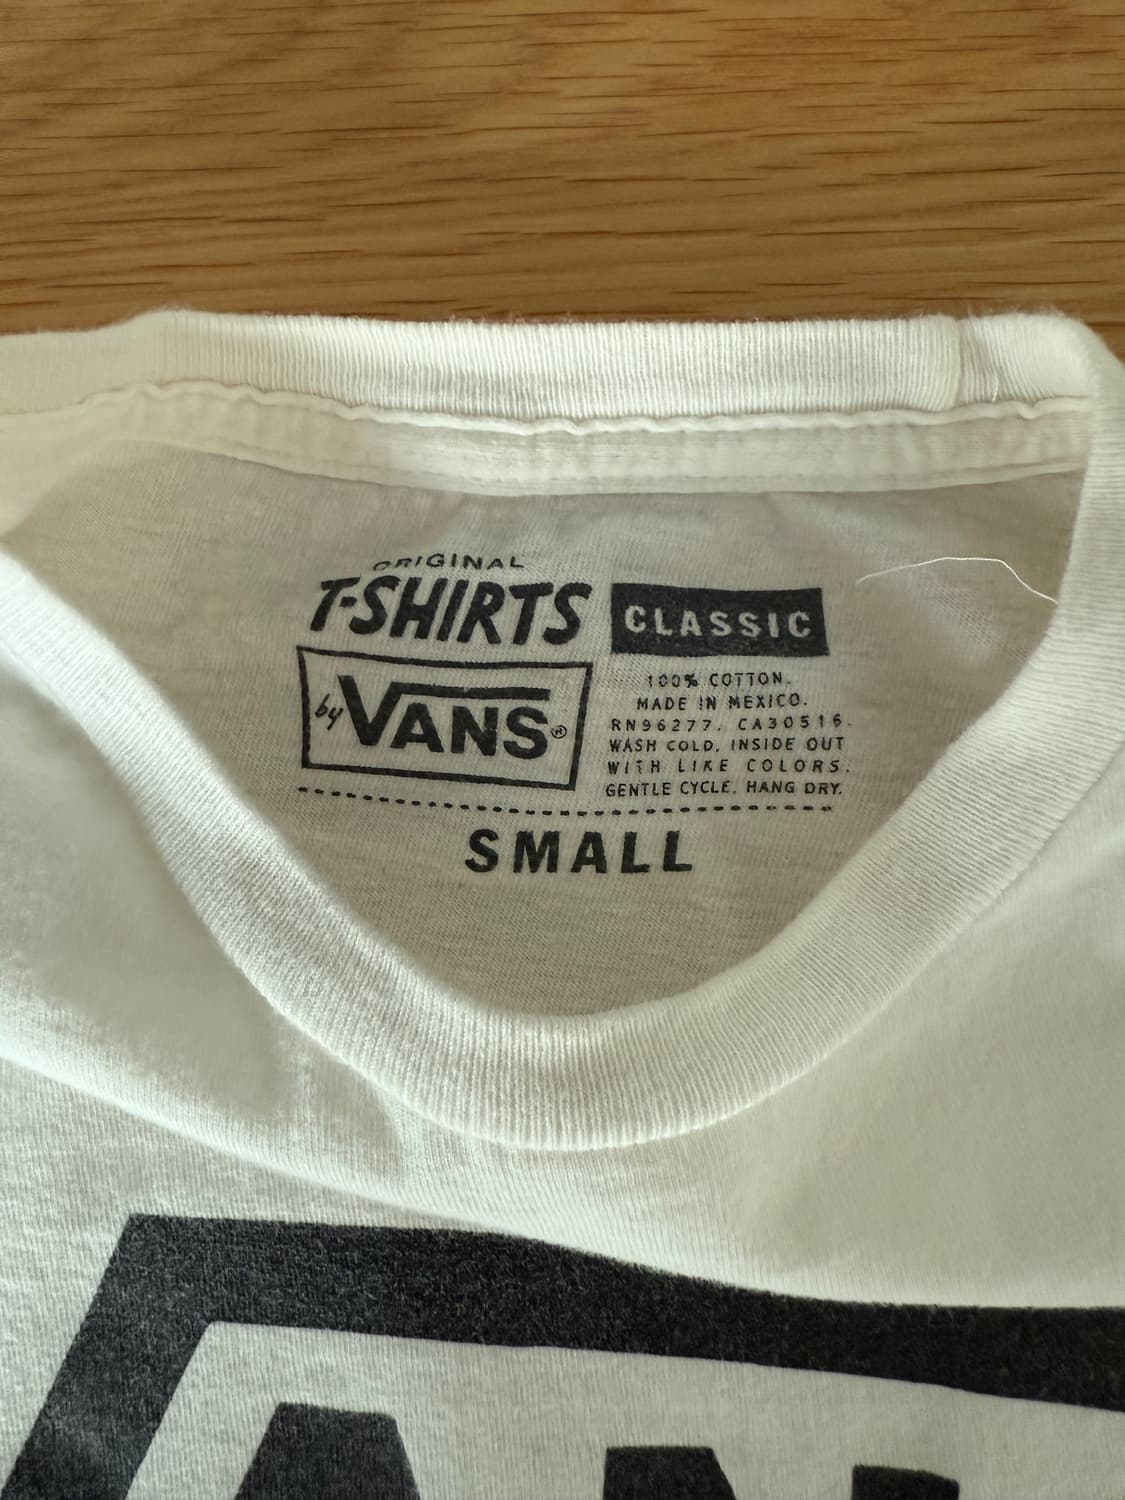 ORIGINAL
T-SHIRTS
by VANS®
CLASSIC
100% COTTON.
MADE IN MEXICO.
RN96277. CA30516.
WASH COLD, INSIDE OUT
WITH LIKE COLORS.
GENTLE CYCLE, HANG DRY.
SMALL
VAN